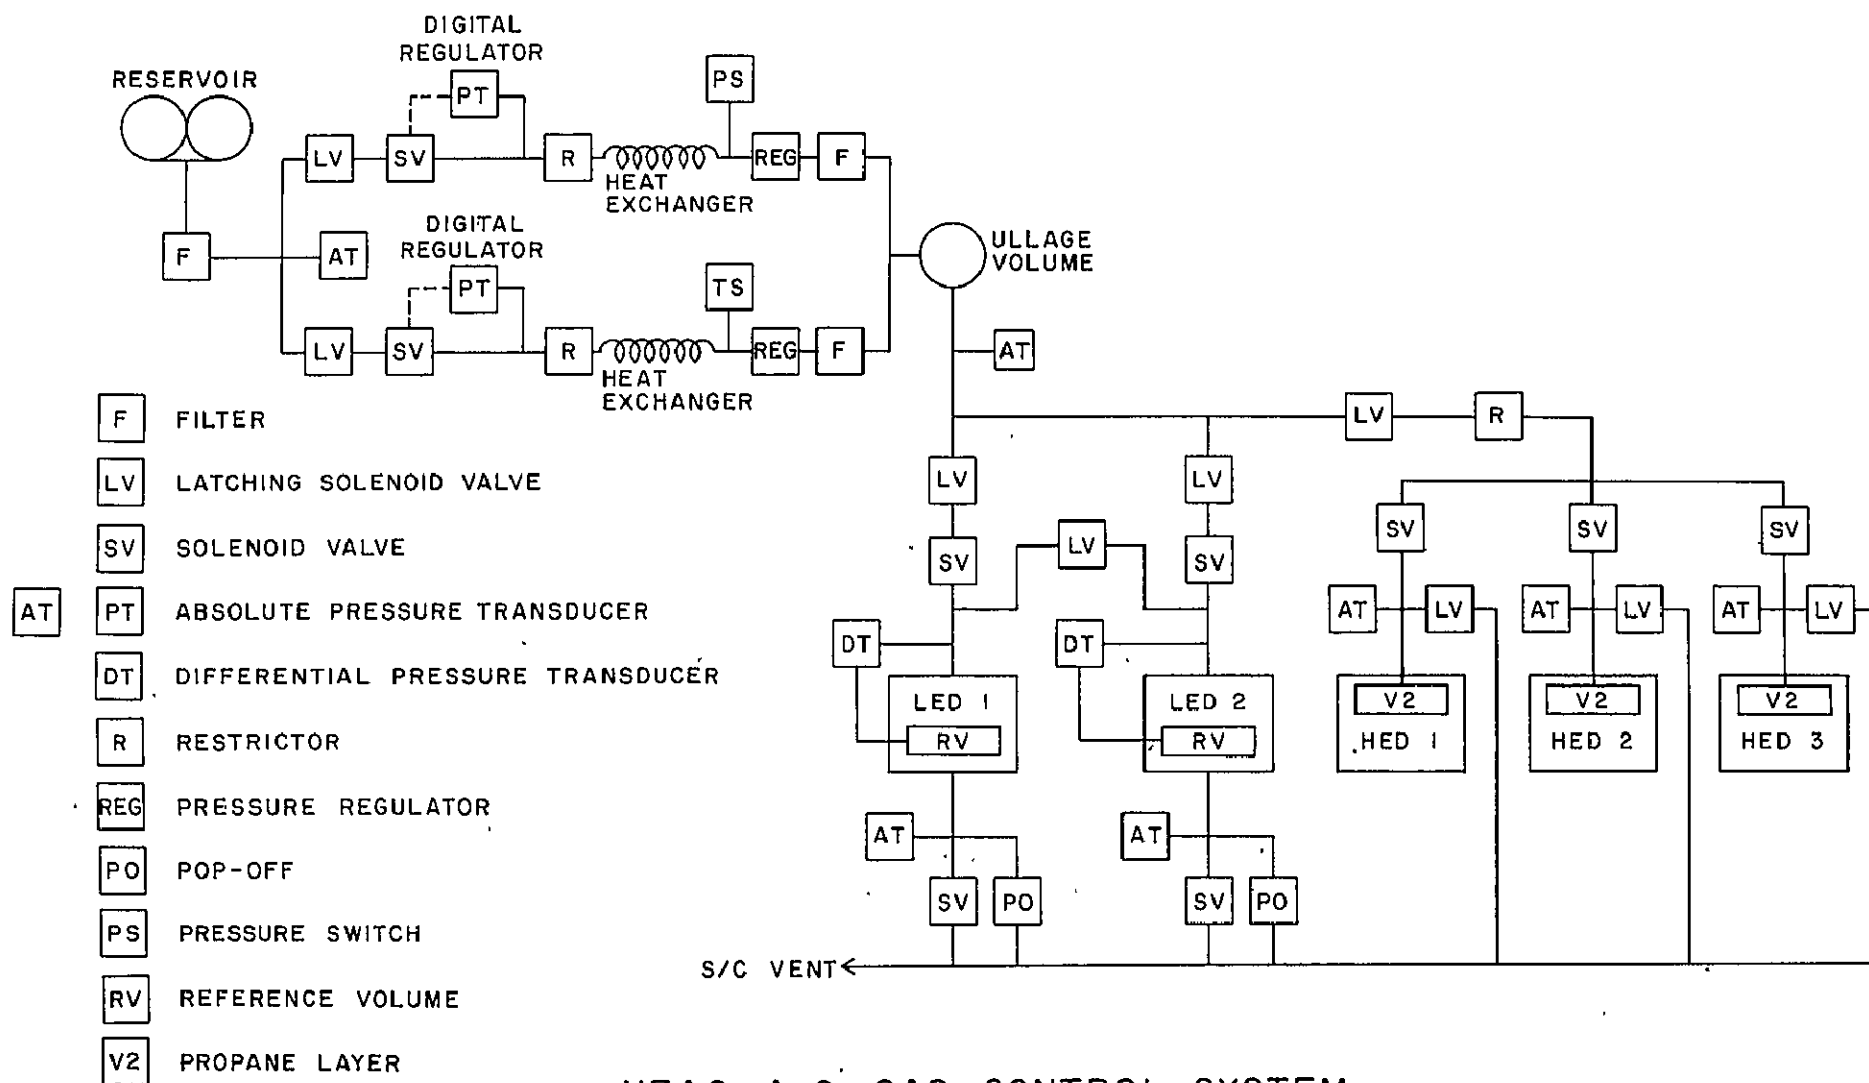 DIGITAL
REGULATOR
RESERVOIR
PT
PS
LV
SV
R
REG
F
HEAT
EXCHANGER
DIGITAL
REGULATOR
F
AT
PT
TS
ULLAGE
VOLUME
LV
SV
R
REG
F
AT
HEAT
EXCHANGER
F FILTER
LV LATCHING SOLENOID VALVE
SV SOLENOID VALVE
AT PT ABSOLUTE PRESSURE TRANSDUCER
DT DIFFERENTIAL PRESSURE TRANSDUCER
R RESTRICTOR
REG PRESSURE REGULATOR
PO POP-OFF
PS PRESSURE SWITCH
RV REFERENCE VOLUME
V2 PROPANE LAYER
LV R
LV LV
SV SV SV
SV LV SV
AT LV AT LV AT LV
DT DT
LED 1 LED 2
RV RV
V2 V2 V2
HED 1 HED 2 HED 3
AT AT
SV PO SV PO
S/C VENT
GAS CONTROL SYSTEM